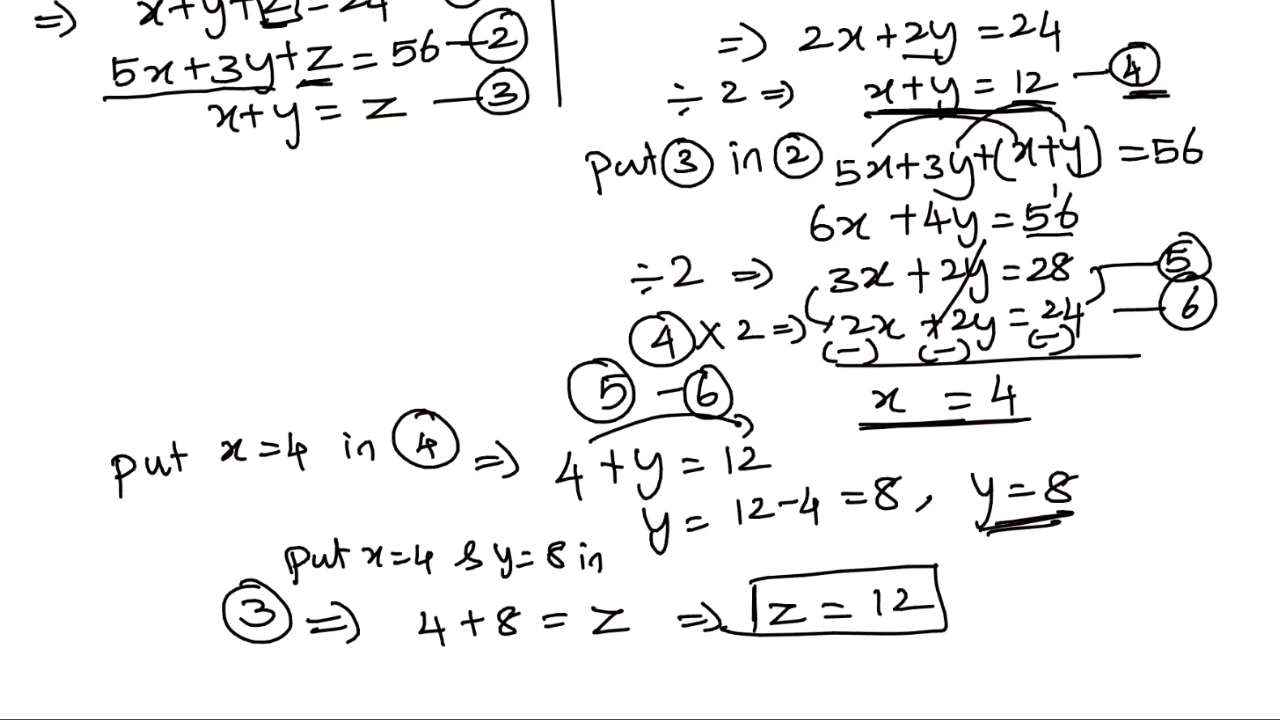 ⇒ x+y+z=24
5x+3y+z=56 —②
x+y = z —③
⇒ 2x+2y=24
÷2 ⇒ x+y = 12 —④
put ③ in ② 5x+3y+(x+y) =56
6x +4y=56
÷2 ⇒ 3x+2y=28 —⑤
④×2⇒ 2x+2y=24 —⑥
(−) (−) (−)
⑤ −⑥ x = 4
put x=4 in ④ ⇒ 4+y=12
y= 12-4 =8, y=8
put x=4 & y=8 in
③ ⇒ 4+8 = z ⇒ z=12